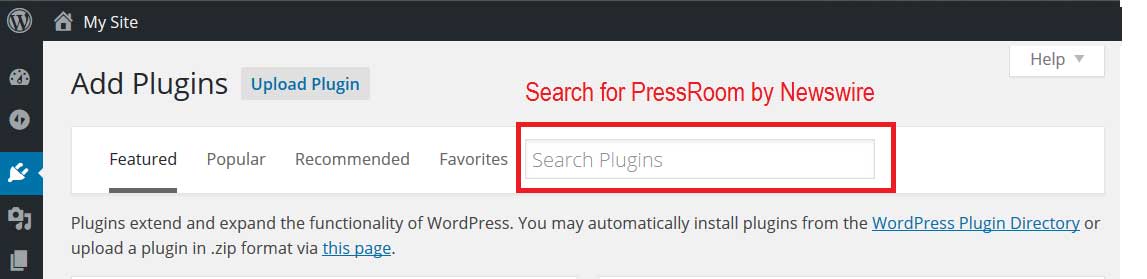 My Site
Help
Add Plugins Upload Plugin
Search for PressRoom by Newswire
Featured Popular Recommended Favorites Search Plugins
Plugins extend and expand the functionality of WordPress. You may automatically install plugins from the WordPress Plugin Directory or
upload a plugin in .zip format via this page.